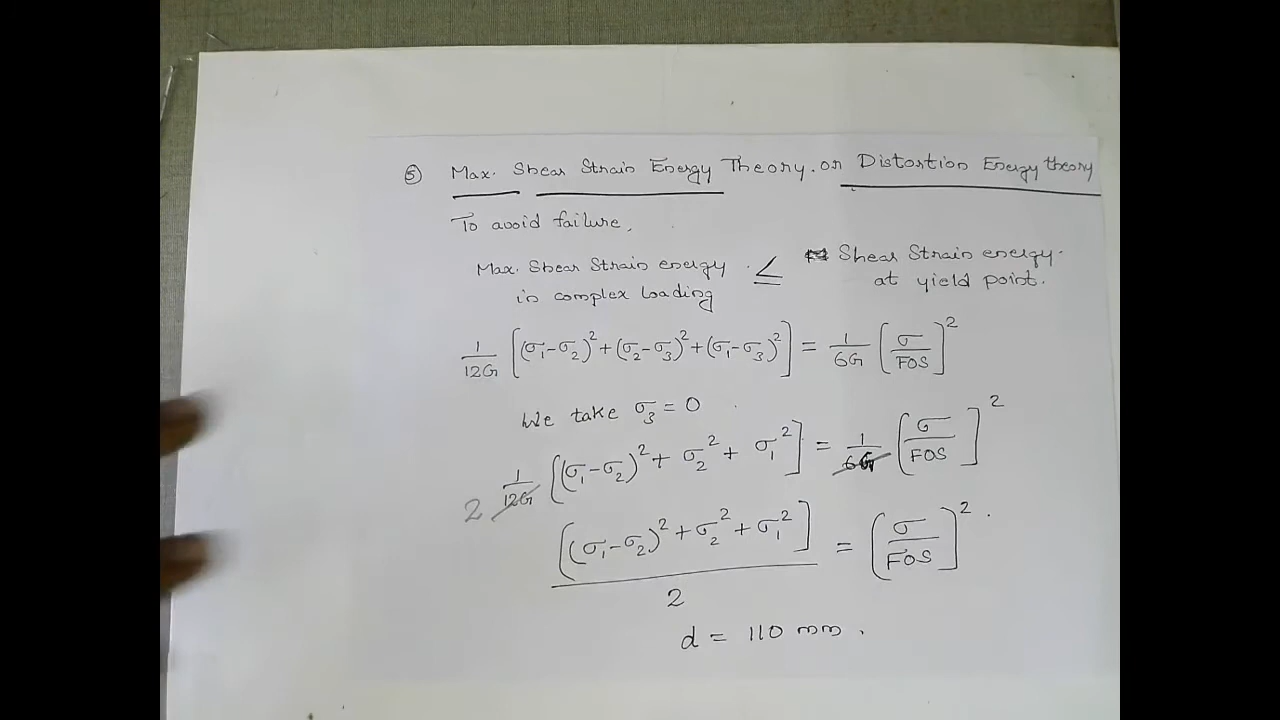 ⑤ Max. Shear Strain Energy Theory. or Distortion Energy theory
To avoid failure,
Max. Shear Strain energy in complex loading ≤ Shear Strain energy at yield point.
1/12G [(σ₁-σ₂)² + (σ₂-σ₃)² + (σ₁-σ₃)²] = 1/6G [σ/FOS]²
We take σ₃ = 0
2 1/12G [(σ₁-σ₂)² + σ₂² + σ₁²] = 1/6G [σ/FOS]²
[(σ₁-σ₂)² + σ₂² + σ₁²]/2 = [σ/FOS]².
d = 110 mm.